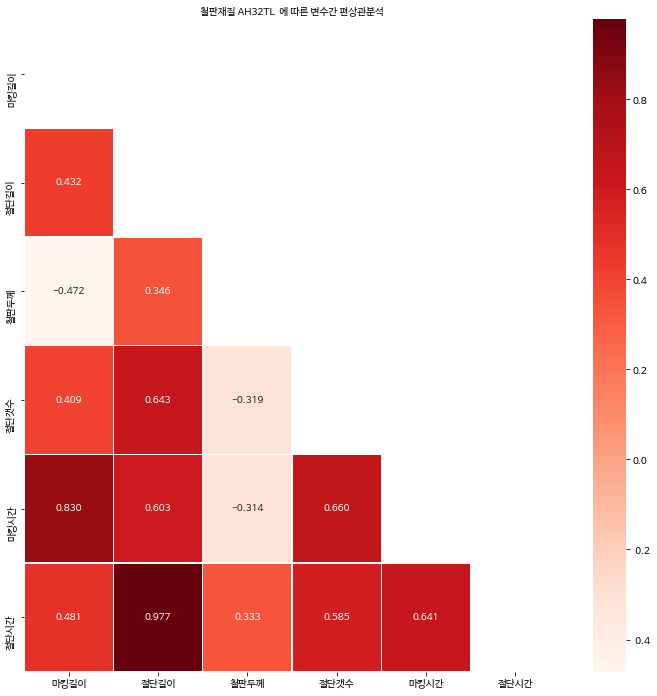 철판재질 AH32TL 에 따른 변수간 편상관분석
마킹길이
절단길이 0.432
철판두께 −0.472 0.346
절단갯수 0.409 0.643 −0.319
마킹시간 0.830 0.603 −0.314 0.660
절단시간 0.481 0.977 0.333 0.585 0.641
마킹길이 절단길이 철판두께 절단갯수 마킹시간 절단시간
0.8
0.6
0.4
0.2
0.0
0.2
0.4